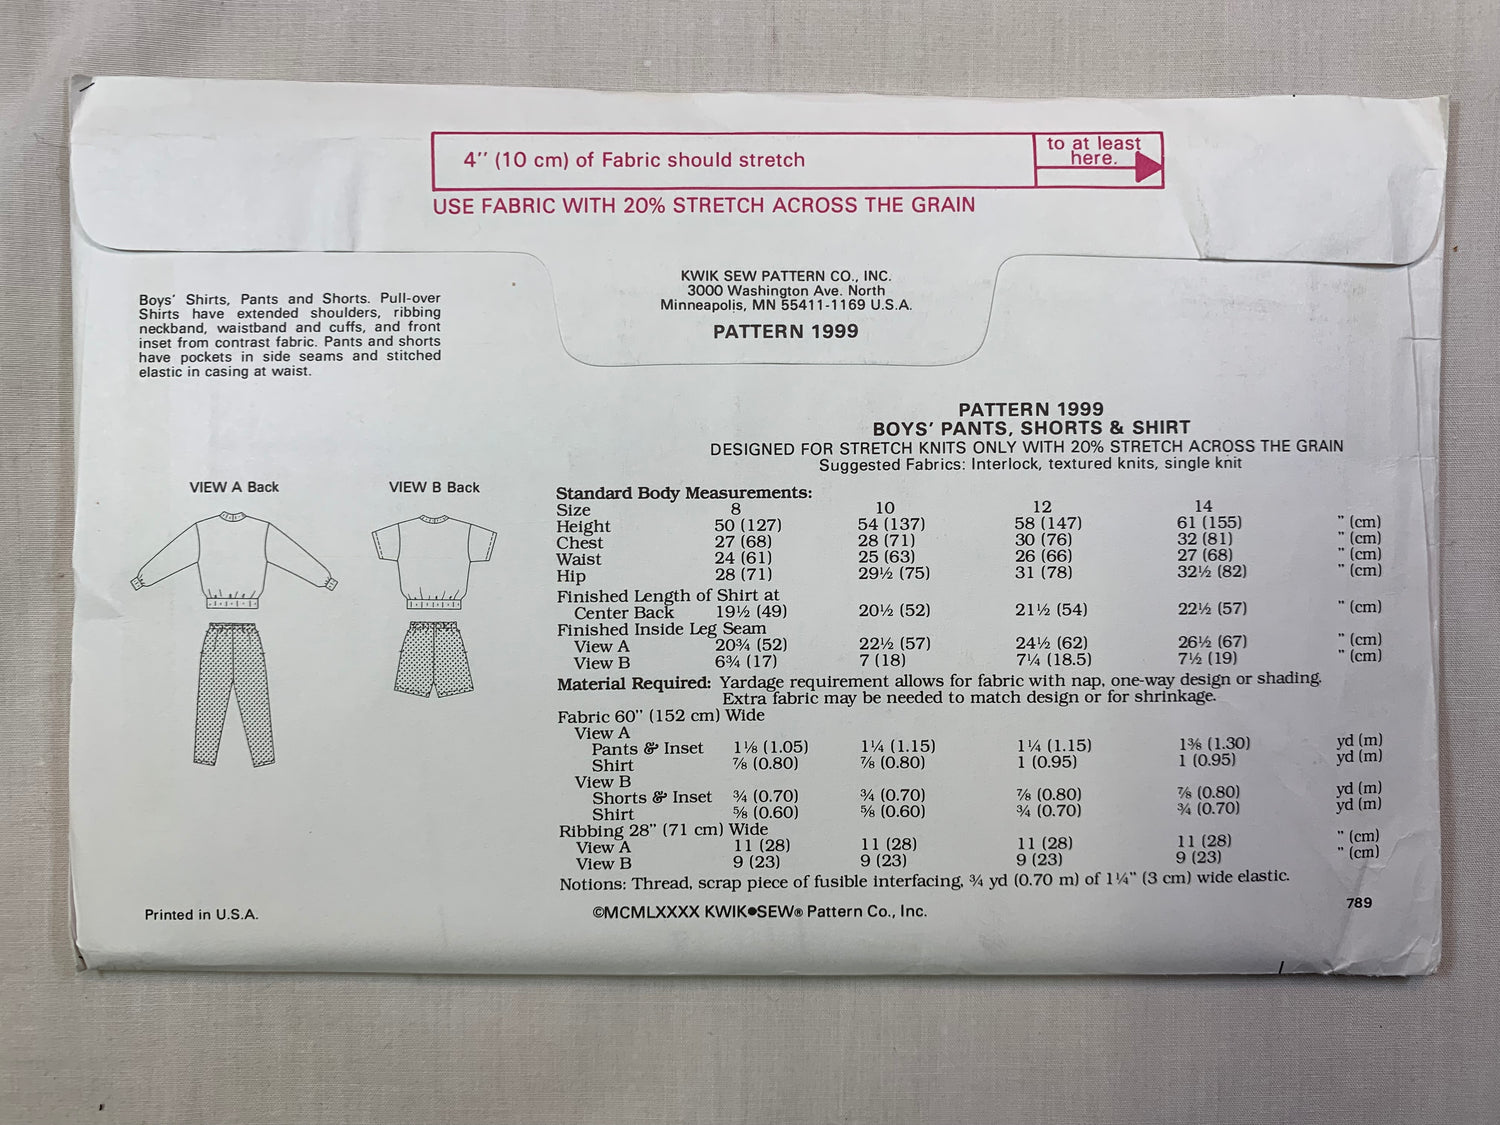 4’’ (10 cm) of Fabric should stretch
to at least
here.
USE FABRIC WITH 20% STRETCH ACROSS THE GRAIN
KWIK SEW PATTERN CO., INC.
3000 Washington Ave. North
Minneapolis, MN 55411-1169 U.S.A.
PATTERN 1999
Boys’ Shirts, Pants and Shorts. Pull-over
Shirts have extended shoulders, ribbing
neckband, waistband and cuffs, and front
inset from contrast fabric. Pants and shorts
have pockets in side seams and stitched
elastic in casing at waist.
VIEW A Back
VIEW B Back
PATTERN 1999
BOYS’ PANTS, SHORTS & SHIRT
DESIGNED FOR STRETCH KNITS ONLY WITH 20% STRETCH ACROSS THE GRAIN
Suggested Fabrics: Interlock, textured knits, single knit
Standard Body Measurements:
Size 8 10 12 14
Height 50 (127) 54 (137) 58 (147) 61 (155) ” (cm)
Chest 27 (68) 28 (71) 30 (76) 32 (81) ” (cm)
Waist 24 (61) 25 (63) 26 (66) 27 (68) ” (cm)
Hip 28 (71) 29½ (75) 31 (78) 32½ (82) ” (cm)
Finished Length of Shirt at
Center Back 19½ (49) 20½ (52) 21½ (54) 22½ (57) ” (cm)
Finished Inside Leg Seam
View A 20¾ (52) 22½ (57) 24½ (62) 26½ (67) ” (cm)
View B 6¾ (17) 7 (18) 7¼ (18.5) 7½ (19) ” (cm)
Material Required: Yardage requirement allows for fabric with nap, one-way design or shading.
Extra fabric may be needed to match design or for shrinkage.
Fabric 60” (152 cm) Wide
View A
Pants & Inset 1⅛ (1.05) 1¼ (1.15) 1¼ (1.15) 1⅜ (1.30) yd (m)
Shirt ⅞ (0.80) ⅞ (0.80) 1 (0.95) 1 (0.95) yd (m)
View B
Shorts & Inset ¾ (0.70) ¾ (0.70) ⅞ (0.80) ⅞ (0.80) yd (m)
Shirt ⅝ (0.60) ⅝ (0.60) ¾ (0.70) ¾ (0.70) yd (m)
Ribbing 28” (71 cm) Wide
View A 11 (28) 11 (28) 11 (28) 11 (28) ” (cm)
View B 9 (23) 9 (23) 9 (23) 9 (23) ” (cm)
Notions: Thread, scrap piece of fusible interfacing, ¾ yd (0.70 m) of 1¼” (3 cm) wide elastic.
Printed in U.S.A.
©MCMLXXXX KWIK●SEW® Pattern Co., Inc.
789